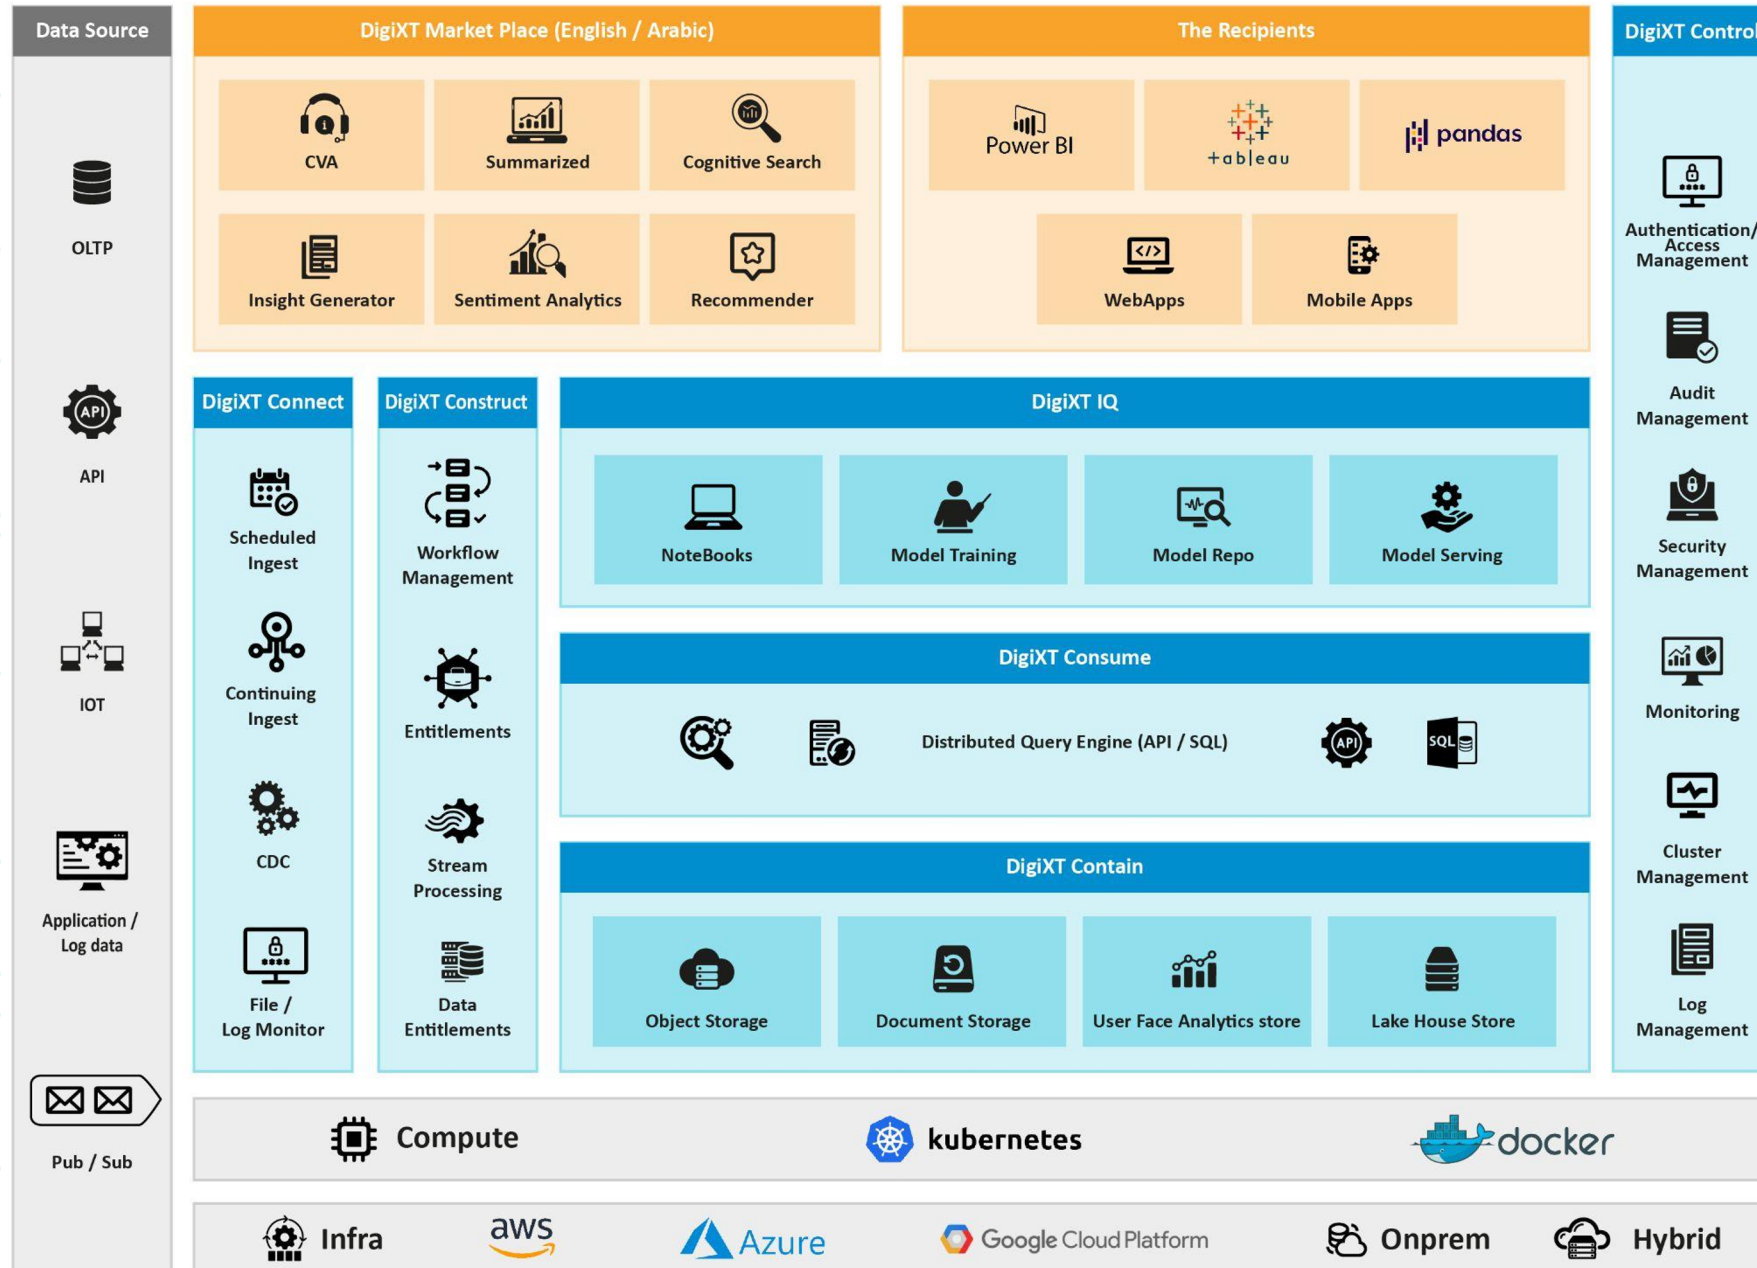 Data Source
OLTP
API
API
IOT
Application /
Log data
Pub / Sub
DigiXT Market Place (English / Arabic)
CVA
Summarized
Cognitive Search
Insight Generator
Sentiment Analytics
Recommender
The Recipients
Power BI
+ableau
pandas
WebApps
Mobile Apps
DigiXT Connect
Scheduled
Ingest
Continuing
Ingest
CDC
File /
Log Monitor
DigiXT Construct
Workflow
Management
Entitlements
Stream
Processing
Data
Entitlements
DigiXT IQ
NoteBooks
Model Training
Model Repo
Model Serving
DigiXT Consume
Distributed Query Engine (API / SQL)
API
SQL
DigiXT Contain
Object Storage
Document Storage
User Face Analytics store
Lake House Store
DigiXT Control
Authentication/
Access
Management
Audit
Management
Security
Management
Monitoring
Cluster
Management
Log
Management
Compute
kubernetes
docker
Infra
aws
Azure
Google Cloud Platform
Onprem
Hybrid